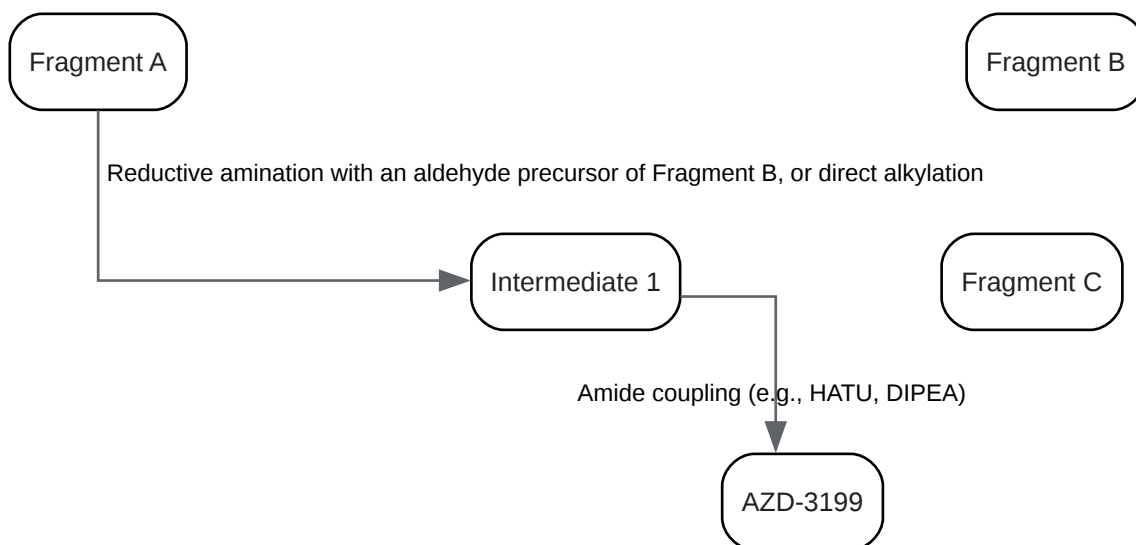 Fragment A
Fragment B
Reductive amination with an aldehyde precursor of Fragment B, or direct alkylation
Intermediate 1
Fragment C
Amide coupling (e.g., HATU, DIPEA)
AZD-3199